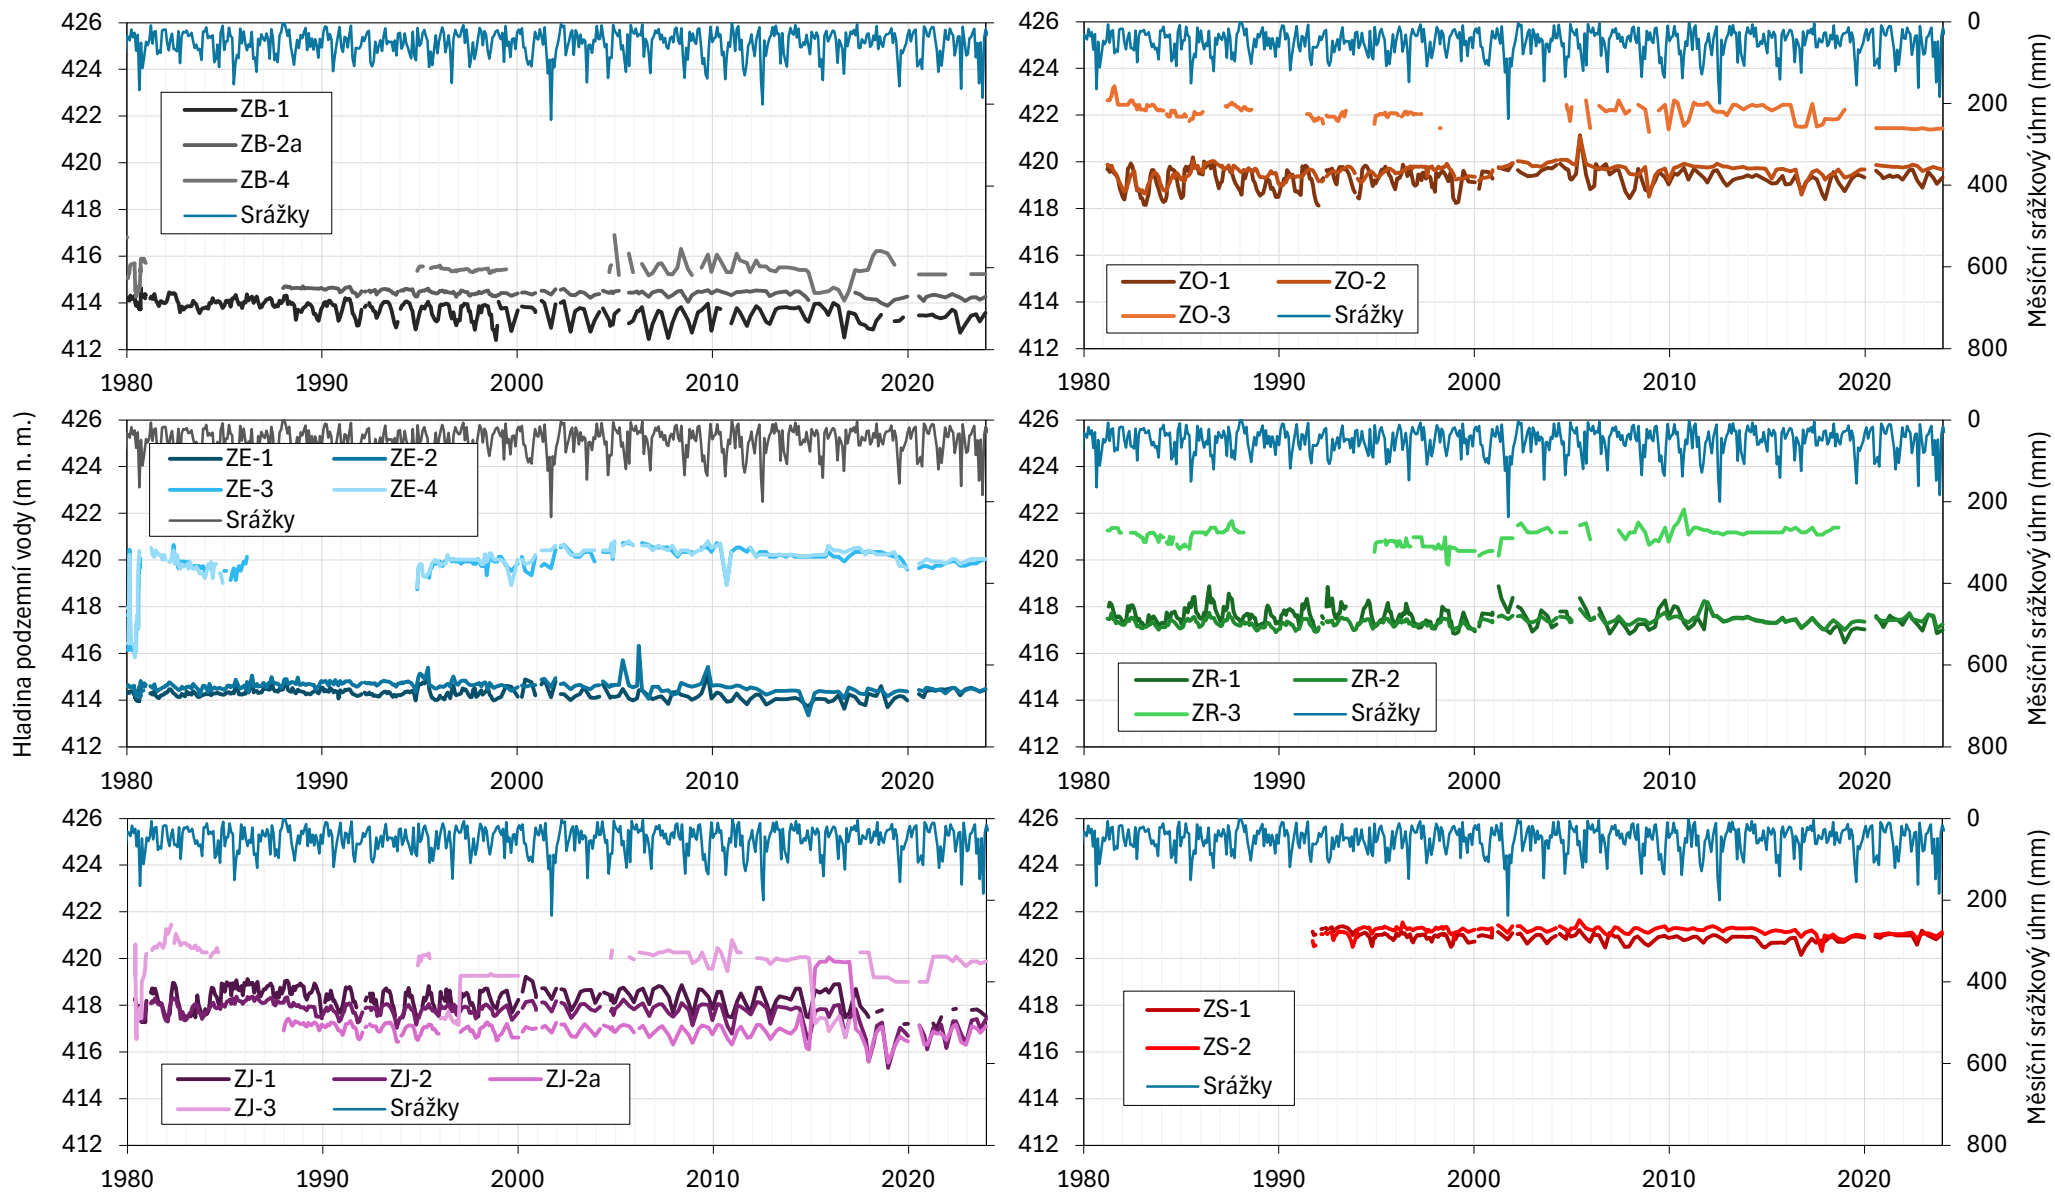 426
424
422
420
418
416
414
412
1980 1990 2000 2010 2020
ZB-1
ZB-2a
ZB-4
Srážky
426
424
422
420
418
416
414
412
1980 1990 2000 2010 2020
0
200
400
600
800
Měsíční srážkový úhrn (mm)
ZO-1 ZO-2
ZO-3 Srážky
Hladina podzemní vody (m n. m.)
426
424
422
420
418
416
414
412
1980 1990 2000 2010 2020
ZE-1 ZE-2
ZE-3 ZE-4
Srážky
426
424
422
420
418
416
414
412
1980 1990 2000 2010 2020
0
200
400
600
800
Měsíční srážkový úhrn (mm)
ZR-1 ZR-2
ZR-3 Srážky
426
424
422
420
418
416
414
412
1980 1990 2000 2010 2020
ZJ-1 ZJ-2 ZJ-2a
ZJ-3 Srážky
426
424
422
420
418
416
414
412
1980 1990 2000 2010 2020
0
200
400
600
800
Měsíční srážkový úhrn (mm)
ZS-1
ZS-2
Srážky